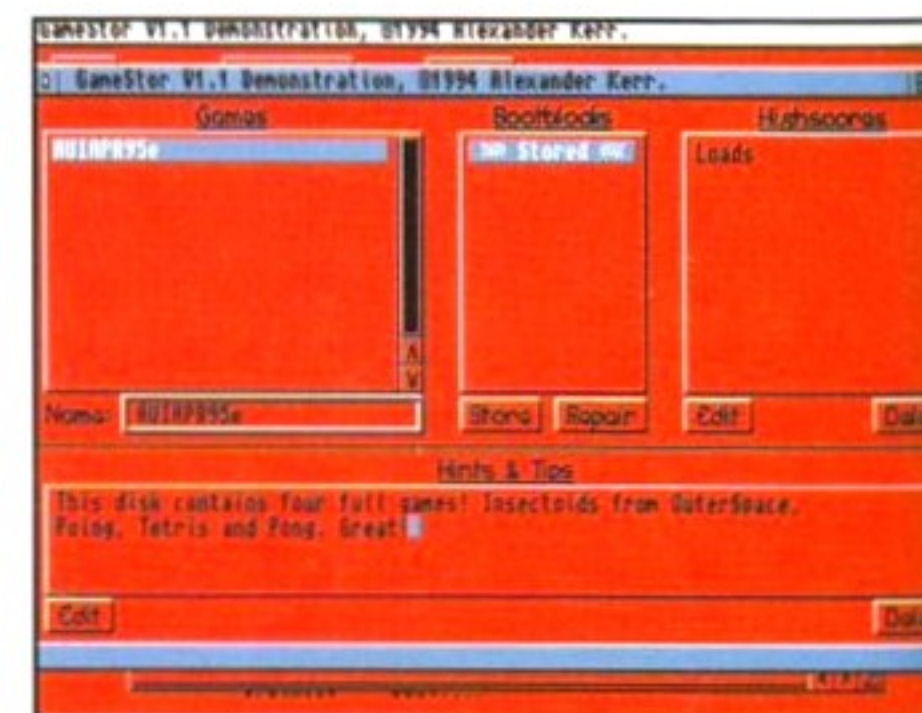 GameStor V1.1 Demonstration, ©1994 Alexander Kerr.
GameStor V1.1 Demonstration, ©1994 Alexander Kerr.
Games Bootblocks Highscores
AUIAPR95e Stored Loads
Name: AUIAPR95e Store Repair Edit
Hints & Tips
This disk contains four full games! Insectoids from OuterSpace,
Poing, Tetris and Pong. Great!
Edit